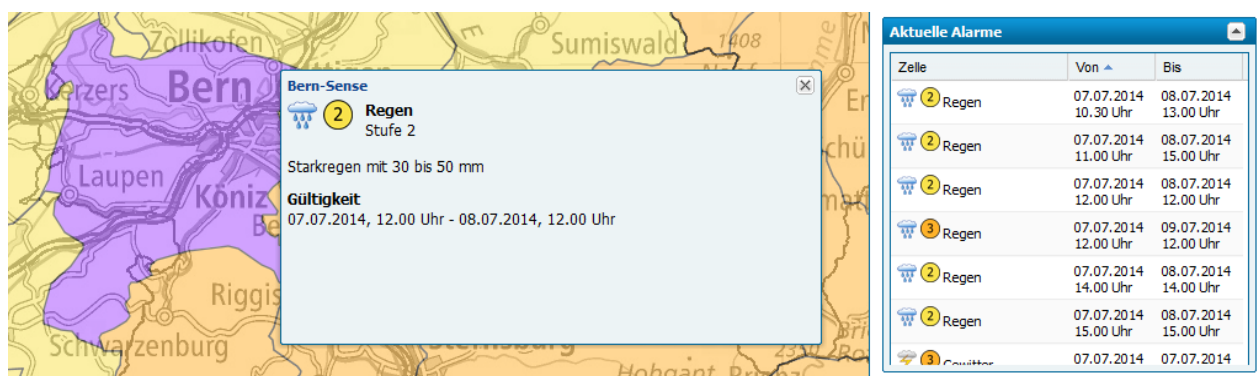 Zollikofen
Sumiswald
1408
Kerzers
Bern
Laupen
Köniz
Riggis
Schwarzenburg
Hohgant
Bern-Sense
2 Regen
Stufe 2
Starkregen mit 30 bis 50 mm
Gültigkeit
07.07.2014, 12.00 Uhr - 08.07.2014, 12.00 Uhr
Aktuelle Alarme
Zelle Von Bis
2 Regen 07.07.2014 08.07.2014
10.30 Uhr 13.00 Uhr
2 Regen 07.07.2014 08.07.2014
11.00 Uhr 15.00 Uhr
2 Regen 07.07.2014 08.07.2014
12.00 Uhr 12.00 Uhr
3 Regen 07.07.2014 09.07.2014
12.00 Uhr 12.00 Uhr
2 Regen 07.07.2014 08.07.2014
14.00 Uhr 14.00 Uhr
2 Regen 07.07.2014 08.07.2014
15.00 Uhr 15.00 Uhr
3 Gewitter 07.07.2014 07.07.2014